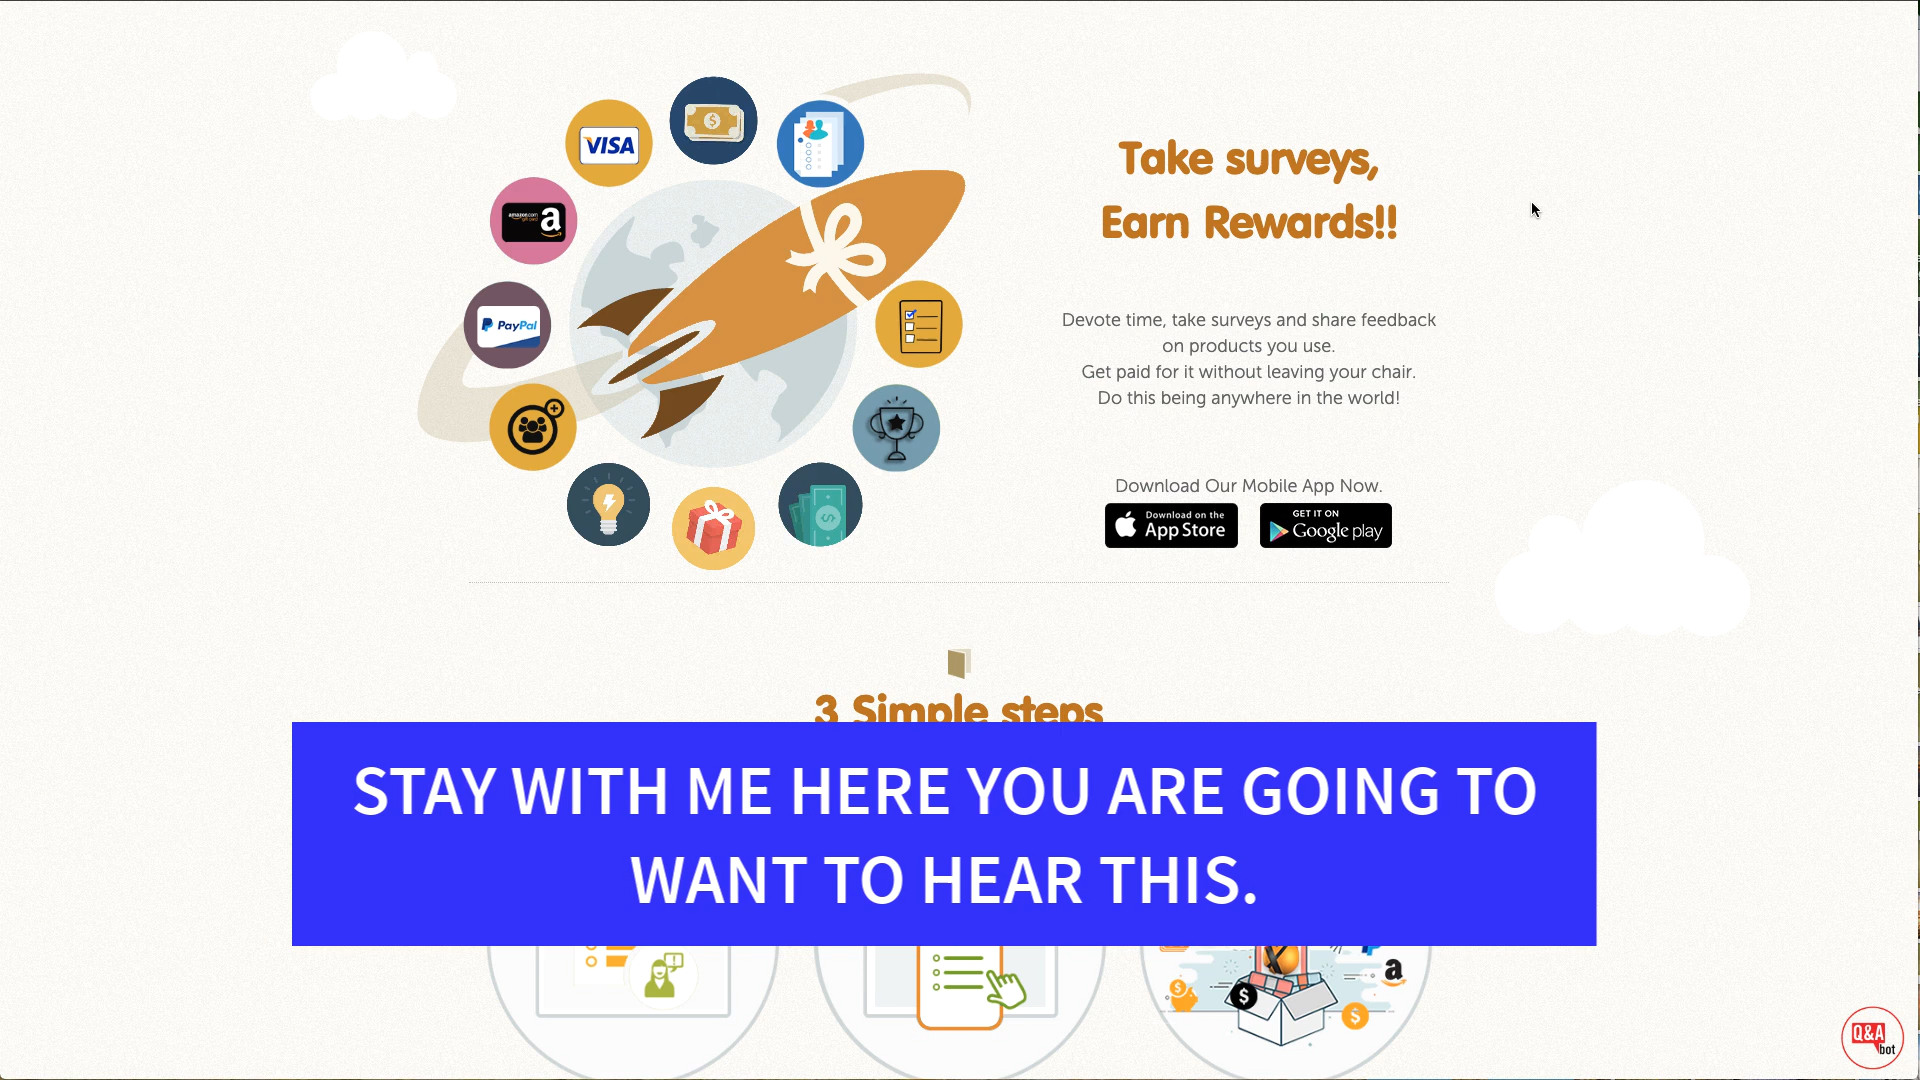 VISA
amazon.com
a
PayPal
Take surveys,
Earn Rewards!!
Devote time, take surveys and share feedback
on products you use.
Get paid for it without leaving your chair.
Do this being anywhere in the world!
Download Our Mobile App Now.
Download on the
App Store
GET IT ON
Google play
3 Simple steps
STAY WITH ME HERE YOU ARE GOING TO
WANT TO HEAR THIS.
a
Q&A
bot